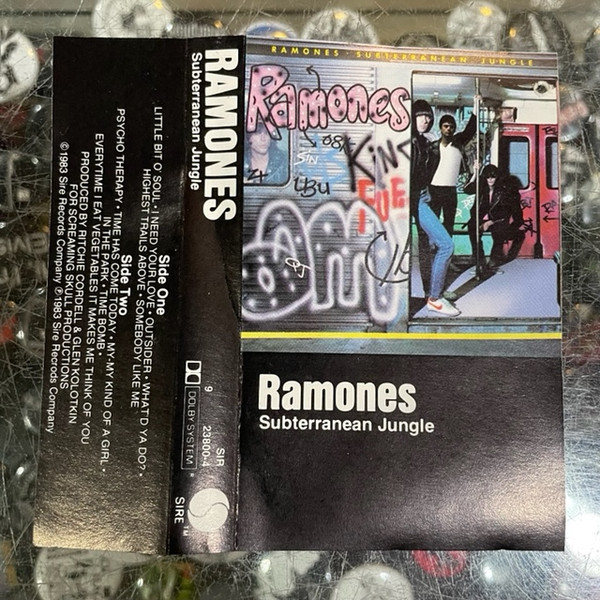 RAMONES · SUBTERRANEAN · JUNGLE
Ramones
KING
FUE
Ramones
Subterranean Jungle
RAMONES
Subterranean Jungle
DOLBY SYSTEM
SIR
9 23800-4
SIRE™
Side One
LITTLE BIT O' SOUL • I NEED YOUR LOVE • OUTSIDER • WHAT'D YA DO? •
HIGHEST TRAILS ABOVE • SOMEBODY LIKE ME
Side Two
PSYCHO THERAPY • TIME HAS COME TODAY • MY-MY KIND OF A GIRL •
IN THE PARK • TIME BOMB •
EVERYTIME I EAT VEGETABLES IT MAKES ME THINK OF YOU
PRODUCED BY RITCHIE CORDELL & GLEN KOLOTKIN
FOR SCREAMING SKULL PRODUCTIONS
©1983 Sire Records Company ℗1983 Sire Records Company